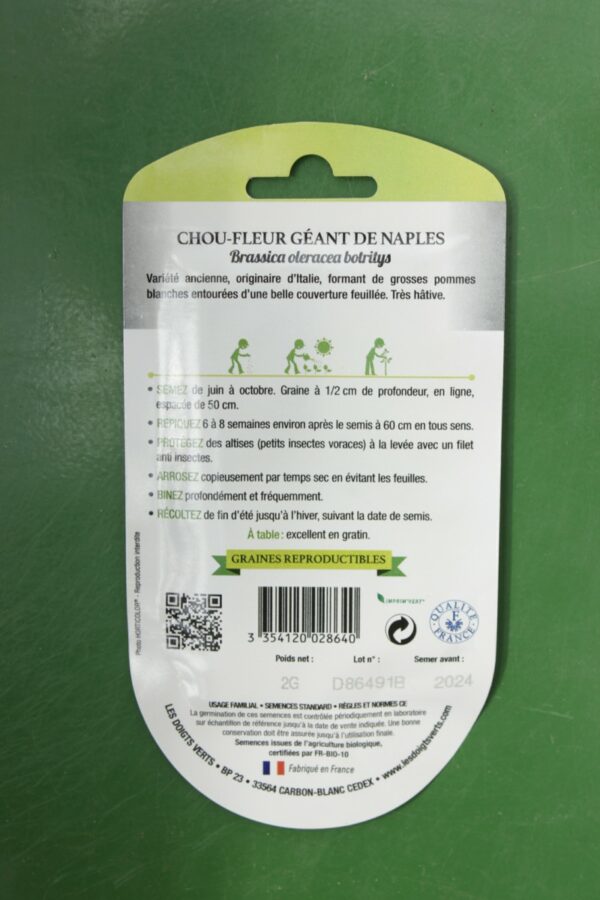 CHOU-FLEUR GÉANT DE NAPLES
Brassica oleracea botritys
Variété ancienne, originaire d'Italie, formant de grosses pommes
blanches entourées d'une belle couverture feuillée. Très hâtive.
• SEMEZ de juin à octobre. Graine à 1/2 cm de profondeur, en ligne,
espacée de 50 cm.
• REPIQUEZ 6 à 8 semaines environ après le semis à 60 cm en tous sens.
• PROTÉGEZ des altises (petits insectes voraces) à la levée avec un filet
anti insectes.
• ARROSEZ copieusement par temps sec en évitant les feuilles.
• BINEZ profondément et fréquemment.
• RÉCOLTEZ de fin d'été jusqu'à l'hiver, suivant la date de semis.
À table : excellent en gratin.
GRAINES REPRODUCTIBLES
Photo HORTICOLOR® - Reproduction interdite
3 354120 028640
IMPRIM'VERT®
QUALITÉ
F
FRANCE
Poids net : Lot n° : Semer avant :
2G D86491B 2024
USAGE FAMILIAL • SEMENCES STANDARD • RÈGLES ET NORMES CE
La germination de ces semences est contrôlée périodiquement en laboratoire
sur échantillon de référence jusqu'à la date de vente indiquée. Une bonne
conservation doit être assurée jusqu'à l'utilisation finale.
Semences issues de l'agriculture biologique,
certifiées par FR-BIO-10
Fabriqué en France
LES DOIGTS VERTS • BP 23 • 33564 CARBON-BLANC CEDEX • www.lesdoigtsverts.com